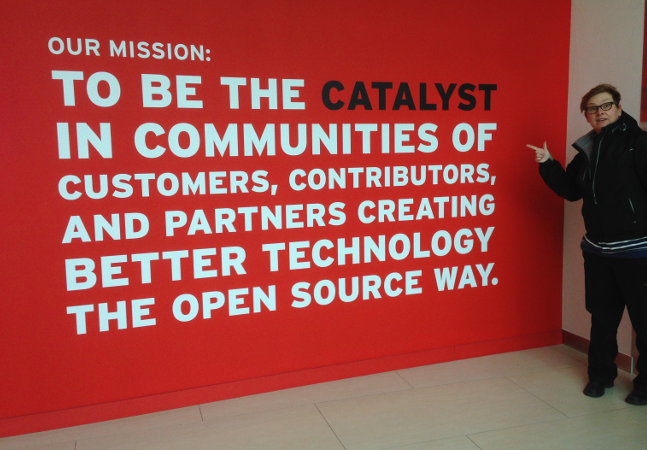 OUR MISSION:
TO BE THE CATALYST
IN COMMUNITIES OF
CUSTOMERS, CONTRIBUTORS,
AND PARTNERS CREATING
BETTER TECHNOLOGY
THE OPEN SOURCE WAY.